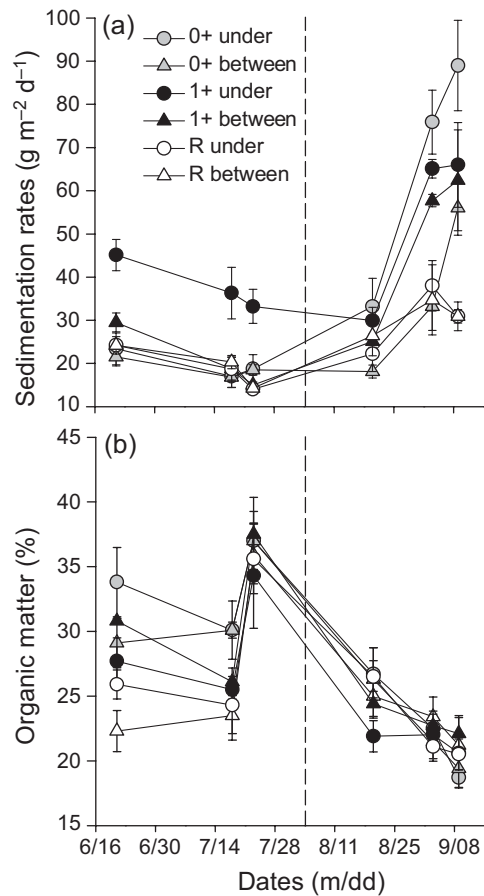 (a)
0+ under
0+ between
1+ under
1+ between
R under
R between
Sedimentation rates (g m⁻² d⁻¹)
100
90
80
70
60
50
40
30
20
10
(b)
Organic matter (%)
45
40
35
30
25
20
15
6/16 6/30 7/14 7/28 8/11 8/25 9/08
Dates (m/dd)